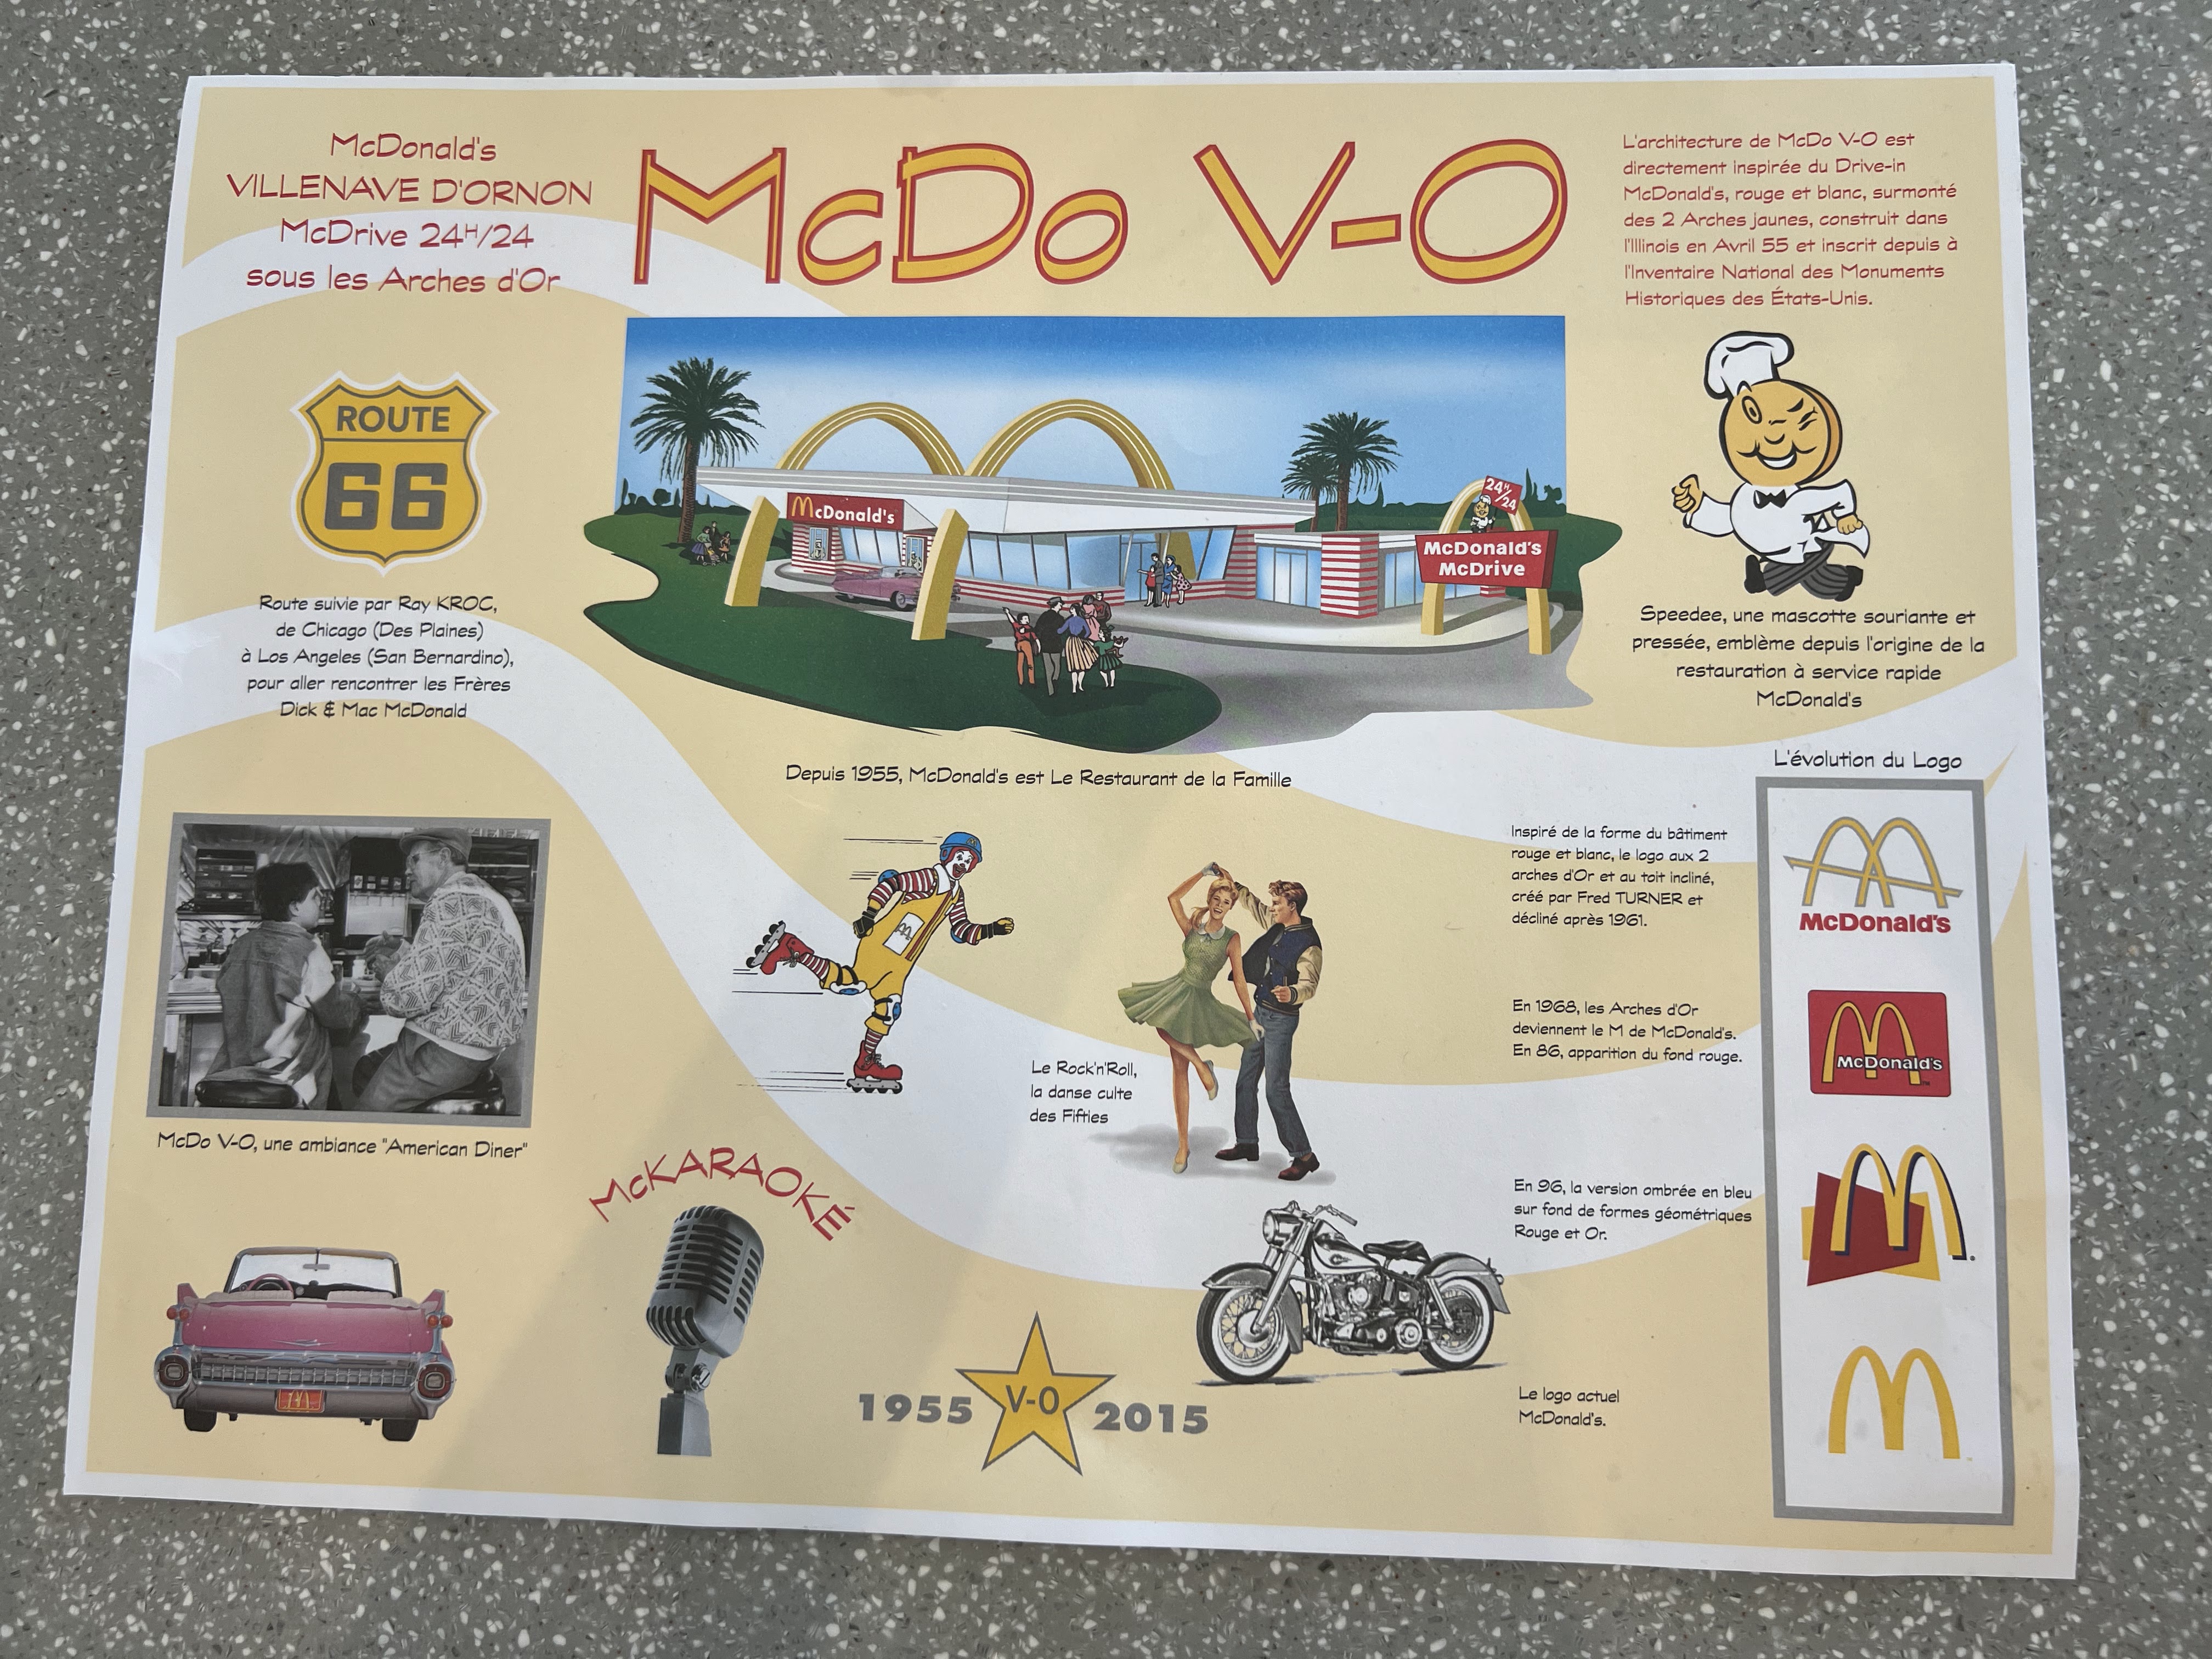 McDonald's
VILLENAVE D'ORNON
McDrive 24H/24
sous les Arches d'Or
McDo V-O
L'architecture de McDo V-O est
directement inspirée du Drive-in
McDonald's, rouge et blanc, surmonté
des 2 Arches jaunes, construit dans
l'Illinois en Avril 55 et inscrit depuis à
l'Inventaire National des Monuments
Historiques des États-Unis.
ROUTE
66
Route suivie par Ray KROC,
de Chicago (Des Plaines)
à Los Angeles (San Bernardino),
pour aller rencontrer les Frères
Dick & Mac McDonald
McDonald's
24H/24
McDonald's
McDrive
Speedee, une mascotte souriante et
pressée, emblème depuis l'origine de la
restauration à service rapide
McDonald's
Depuis 1955, McDonald's est Le Restaurant de la Famille
L'évolution du Logo
Inspiré de la forme du bâtiment
rouge et blanc, le logo aux 2
arches d'Or et au toit incliné,
créé par Fred TURNER et
décliné après 1961.
McDonald's
En 1968, les Arches d'Or
deviennent le M de McDonald's.
En 86, apparition du fond rouge.
McDonald's™
En 96, la version ombrée en bleu
sur fond de formes géométriques
Rouge et Or.
Le logo actuel
McDonald's.
McDo V-O, une ambiance "American Diner"
Le Rock'n'Roll,
la danse culte
des Fifties
McKARAOKÉ
1955 V-O 2015